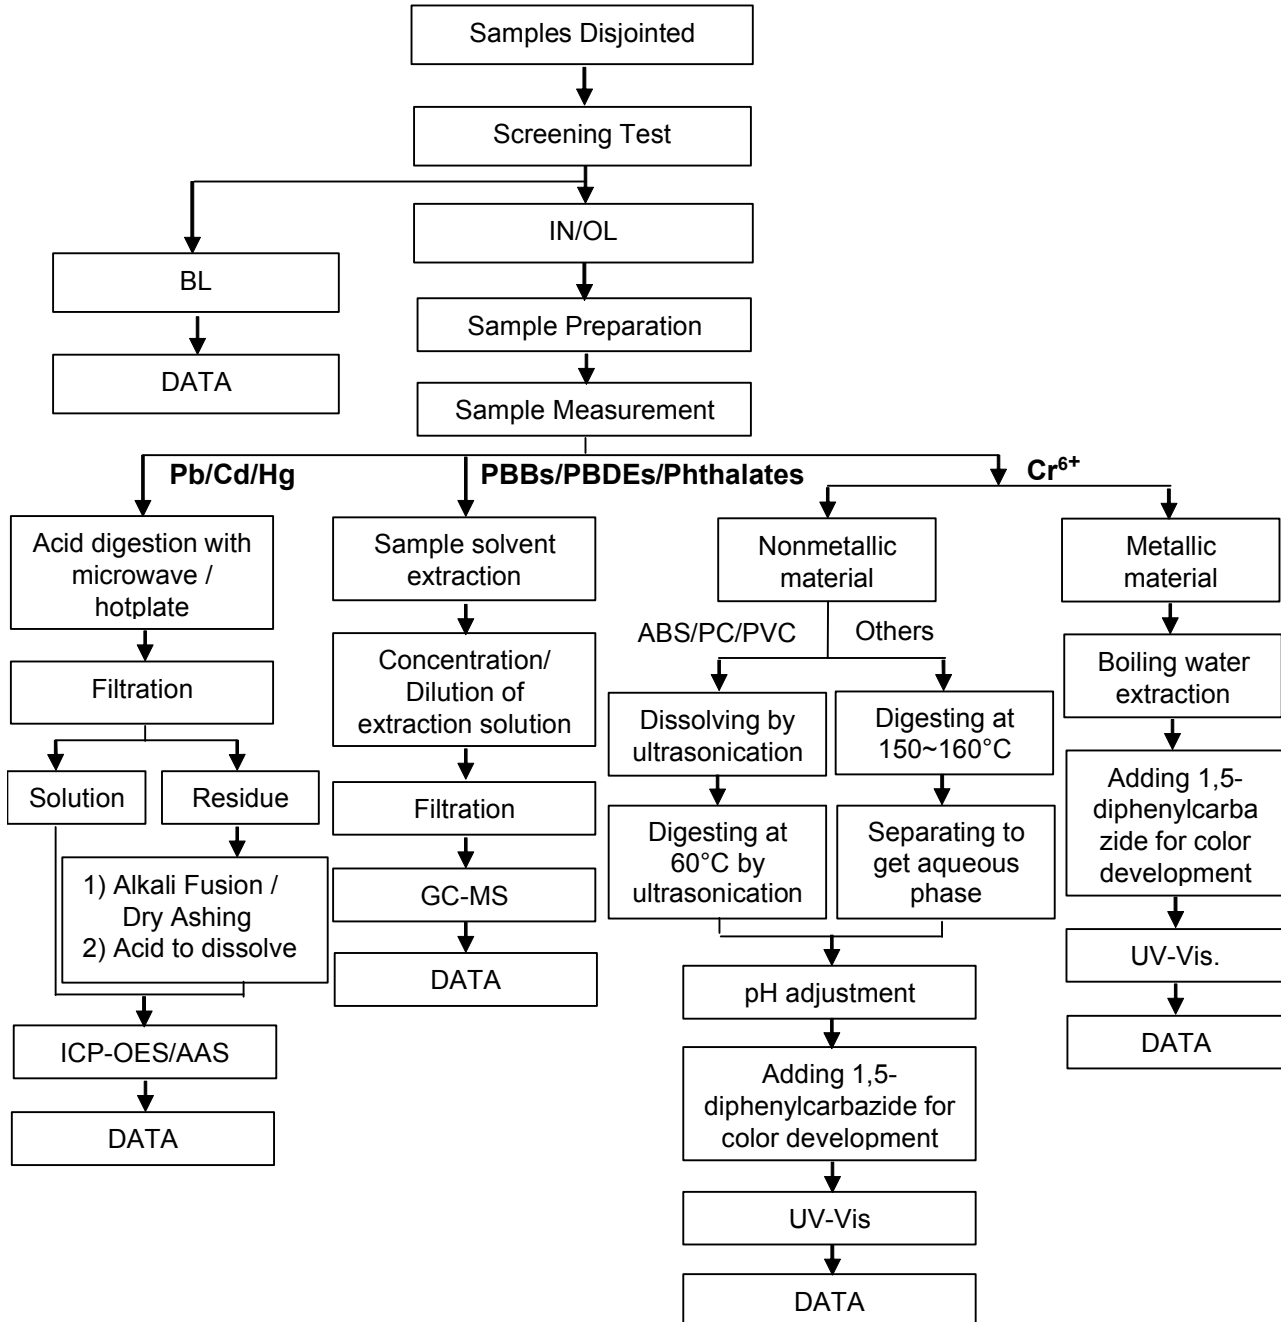 Samples Disjointed
Screening Test
IN/OL
BL
Sample Preparation
DATA
Sample Measurement
Pb/Cd/Hg
PBBs/PBDEs/Phthalates
Cr⁶⁺
Acid digestion with
microwave /
hotplate
Filtration
Solution
Residue
1) Alkali Fusion /
Dry Ashing
2) Acid to dissolve
ICP-OES/AAS
DATA
Sample solvent
extraction
Concentration/
Dilution of
extraction solution
Filtration
GC-MS
DATA
Nonmetallic
material
ABS/PC/PVC
Others
Dissolving by
ultrasonication
Digesting at
60°C by
ultrasonication
Digesting at
150~160°C
Separating to
get aqueous
phase
pH adjustment
Adding 1,5-
diphenylcarbazide for
color development
UV-Vis
DATA
Metallic
material
Boiling water
extraction
Adding 1,5-
diphenylcarba
zide for color
development
UV-Vis.
DATA